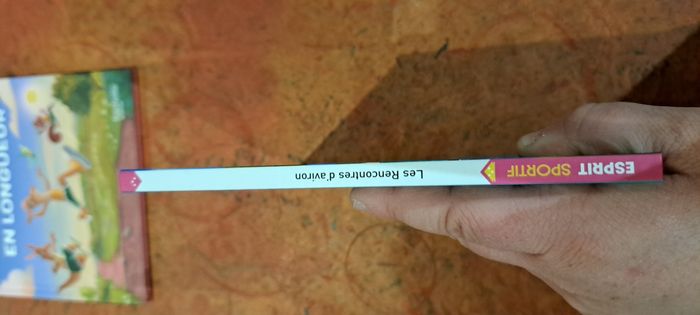 ESPRIT SPORTIF
Les Rencontres d'aviron
EN LONGUEUR